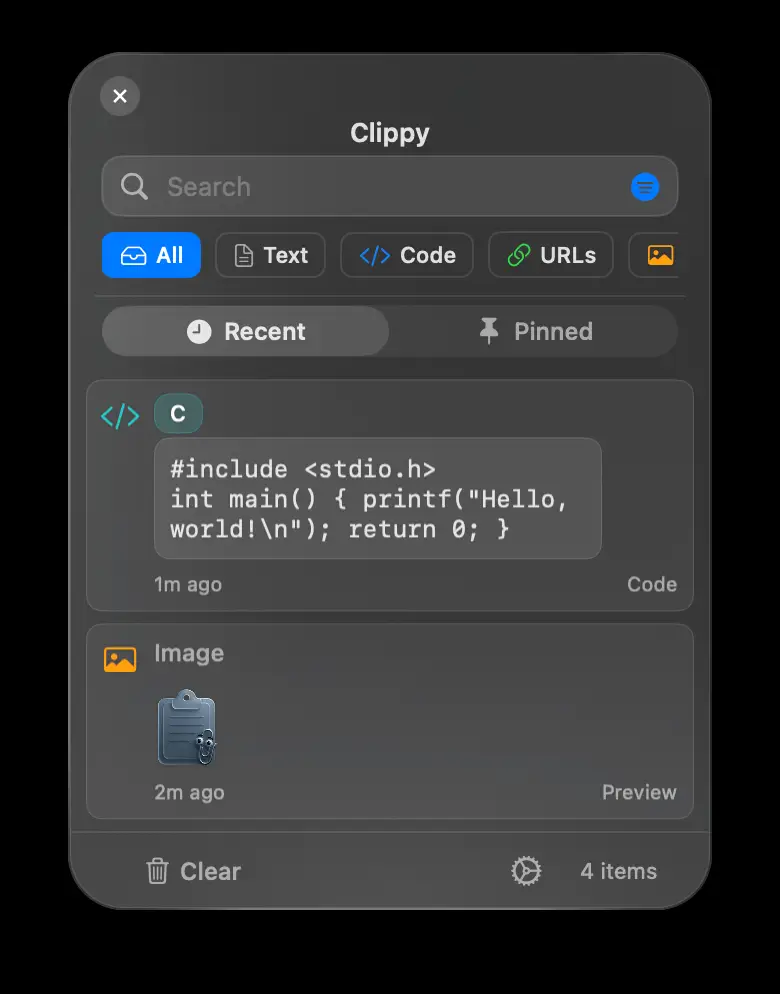 Clippy
Search
All Text Code URLs
Recent Pinned
C
#include <stdio.h>
int main() { printf("Hello,
world!\n"); return 0; }
1m ago Code
Image
2m ago Preview
Clear 4 items